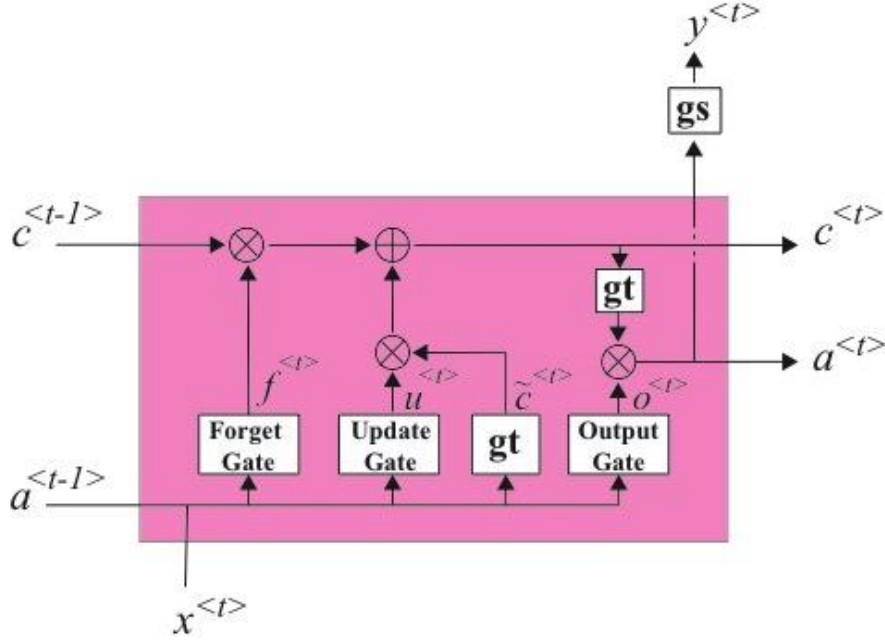 y<t>
gs
c<t-1>
c<t>
gt
a<t>
f<t>
u<t>
c̃<t>
o<t>
Forget
Gate
Update
Gate
gt
Output
Gate
a<t-1>
x<t>